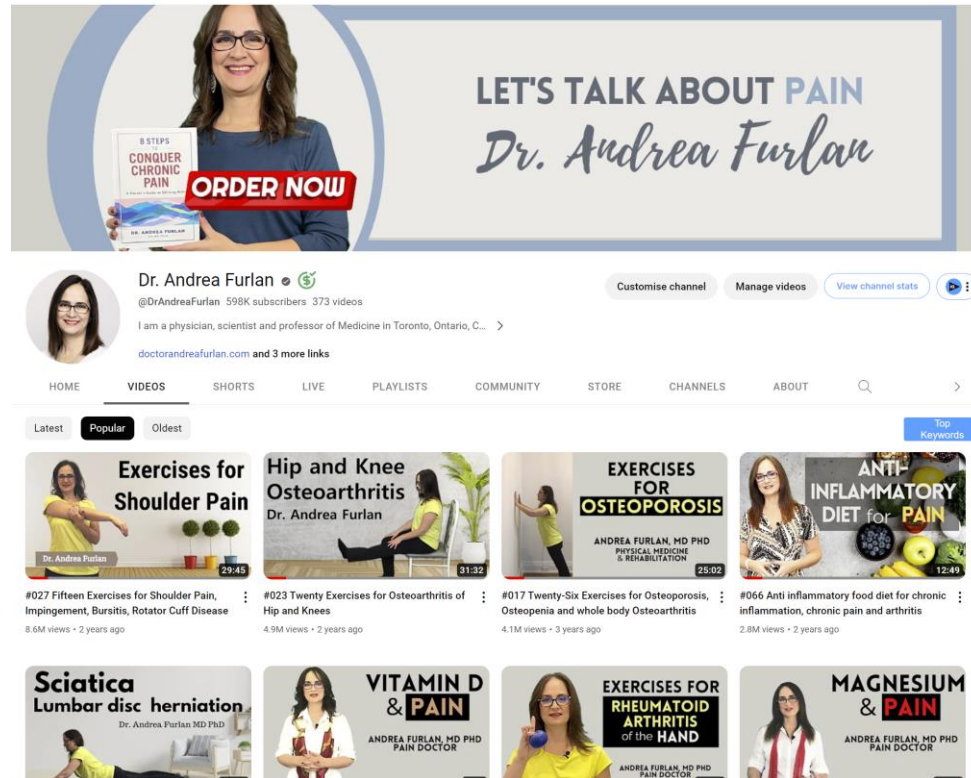 LET'S TALK ABOUT PAIN
Dr. Andrea Furlan
8 STEPS
TO
CONQUER
CHRONIC
PAIN
DR. ANDREA FURLAN
ORDER NOW
Dr. Andrea Furlan
@DrAndreaFurlan 598K subscribers 373 videos
I am a physician, scientist and professor of Medicine in Toronto, Ontario, C...
doctorandreafurlan.com and 3 more links
Customise channel
Manage videos
View channel stats
HOME VIDEOS SHORTS LIVE PLAYLISTS COMMUNITY STORE CHANNELS ABOUT
Latest Popular Oldest
Top
Keywords
Exercises for
Shoulder Pain
Dr. Andrea Furlan
29:45
#027 Fifteen Exercises for Shoulder Pain,
Impingement, Bursitis, Rotator Cuff Disease
8.6M views • 2 years ago
Hip and Knee
Osteoarthritis
Dr. Andrea Furlan
31:32
#023 Twenty Exercises for Osteoarthritis of
Hip and Knees
4.9M views • 2 years ago
EXERCISES
FOR
OSTEOPOROSIS
ANDREA FURLAN, MD PHD
PHYSICAL MEDICINE
& REHABILITATION
25:02
#017 Twenty-Six Exercises for Osteoporosis,
Osteopenia and whole body Osteoarthritis
4.1M views • 3 years ago
ANTI-
INFLAMMATORY
DIET for PAIN
12:49
#066 Anti inflammatory food diet for chronic
inflammation, chronic pain and arthritis
2.8M views • 2 years ago
Sciatica
Lumbar disc herniation
Dr. Andrea Furlan MD PhD
VITAMIN D
& PAIN
ANDREA FURLAN, MD PHD
PAIN DOCTOR
EXERCISES FOR
RHEUMATOID
ARTHRITIS
of the HAND
ANDREA FURLAN, MD PHD
PAIN DOCTOR
MAGNESIUM
& PAIN
ANDREA FURLAN, MD PHD
PAIN DOCTOR